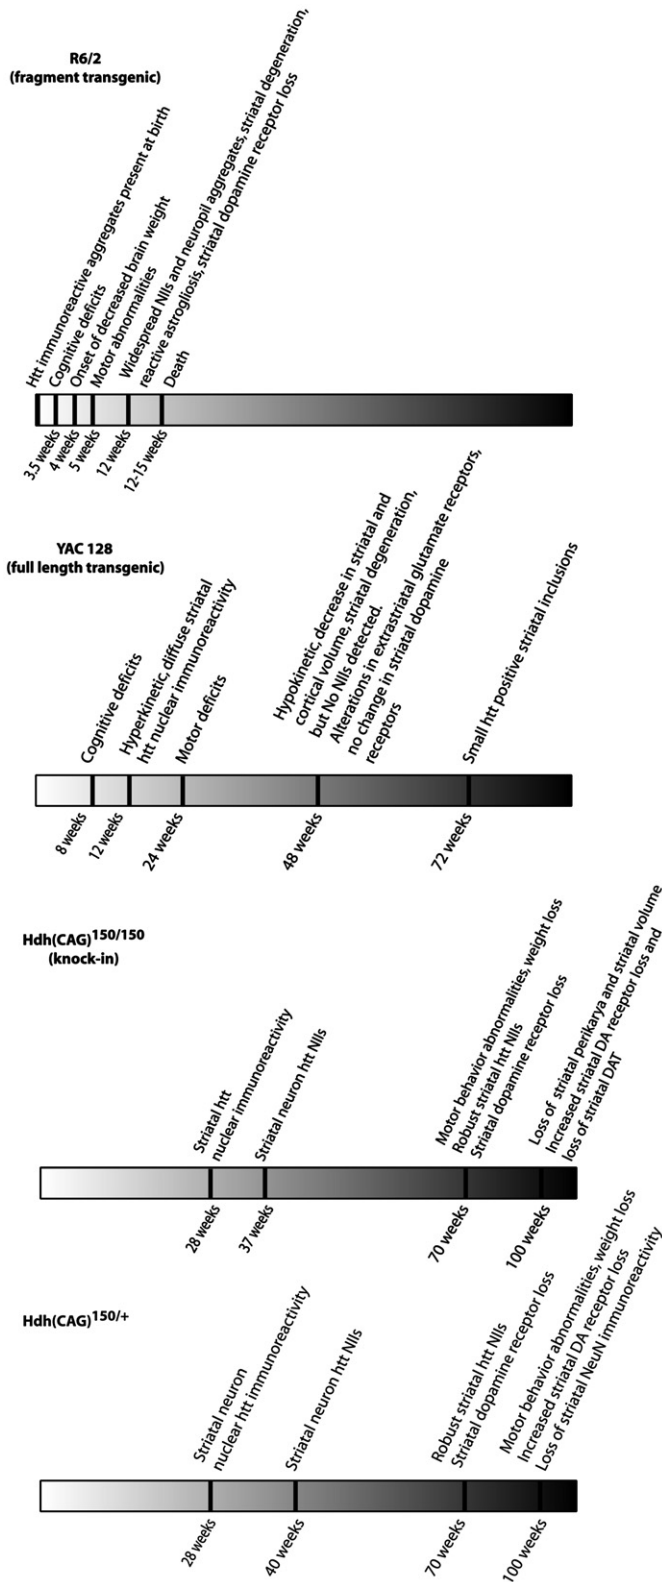 R6/2
(fragment transgenic)
Htt immunoreactive aggregates present at birth
Cognitive deficits
Onset of decreased brain weight
Motor abnormalities
Widespread NIIs and neuropil aggregates, striatal degeneration,
reactive astrogliosis, striatal dopamine receptor loss
Death
3.5 weeks
4 weeks
5 weeks
12 weeks
12-15 weeks
YAC 128
(full length transgenic)
Cognitive deficits
Hyperkinetic, diffuse striatal
htt nuclear immunoreactivity
Motor deficits
Hypokinetic, decrease in striatal and
cortical volume, striatal degeneration,
but No NIIs detected.
Alterations in extrastriatal glutamate receptors,
no change in striatal dopamine
receptors
Small htt positive striatal inclusions
8 weeks
12 weeks
24 weeks
48 weeks
72 weeks
Hdh(CAG)150/150
(knock-in)
Striatal htt
nuclear immunoreactivity
Striatal neuron htt NIIs
Motor behavior abnormalities, weight loss
Robust striatal htt NIIs
Striatal dopamine receptor loss
Loss of striatal perikarya and striatal volume
Increased striatal DA receptor loss and
loss of striatal DAT
28 weeks
37 weeks
70 weeks
100 weeks
Hdh(CAG)150/+
Striatal neuron
nuclear htt immunoreactivity
Striatal neuron htt NIIs
Robust striatal htt NIIs
Striatal dopamine receptor loss
Motor behavior abnormalities, weight loss
Increased striatal DA receptor loss
Loss of striatal NeuN immunoreactivity
28 weeks
40 weeks
70 weeks
100 weeks